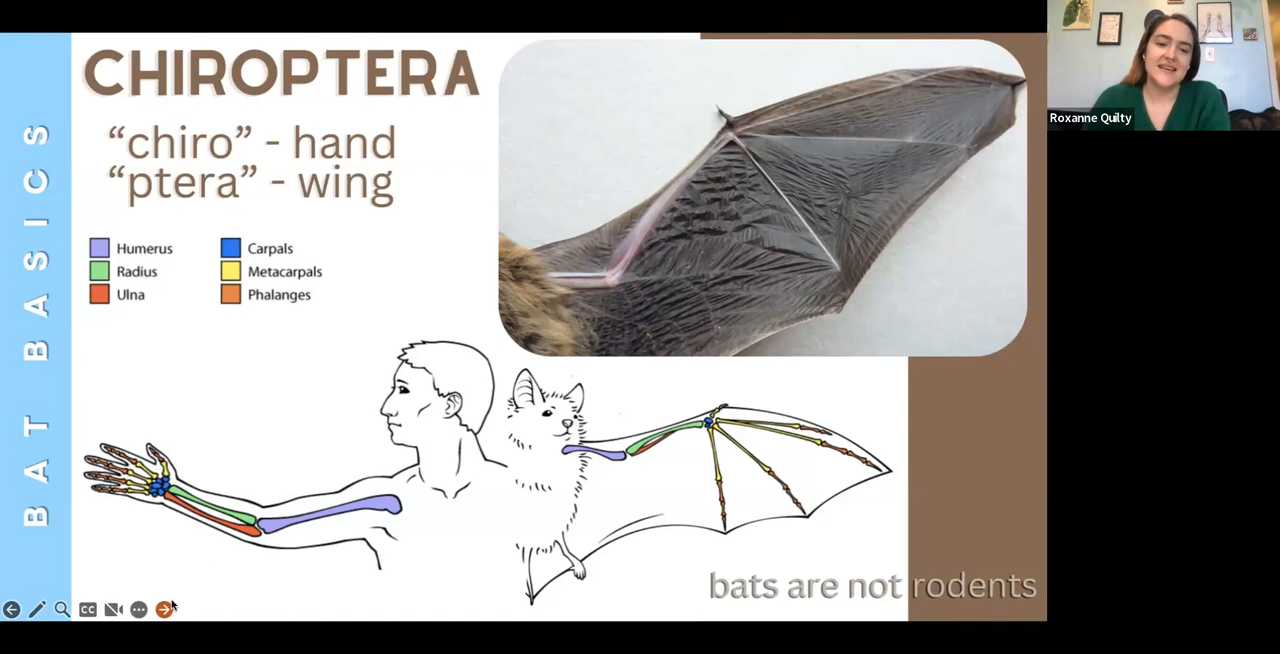 BAT BASICS
CHIROPTERA
“chiro” - hand
“ptera” - wing
Humerus
Radius
Ulna
Carpals
Metacarpals
Phalanges
bats are not rodents
CC
Roxanne Quilty